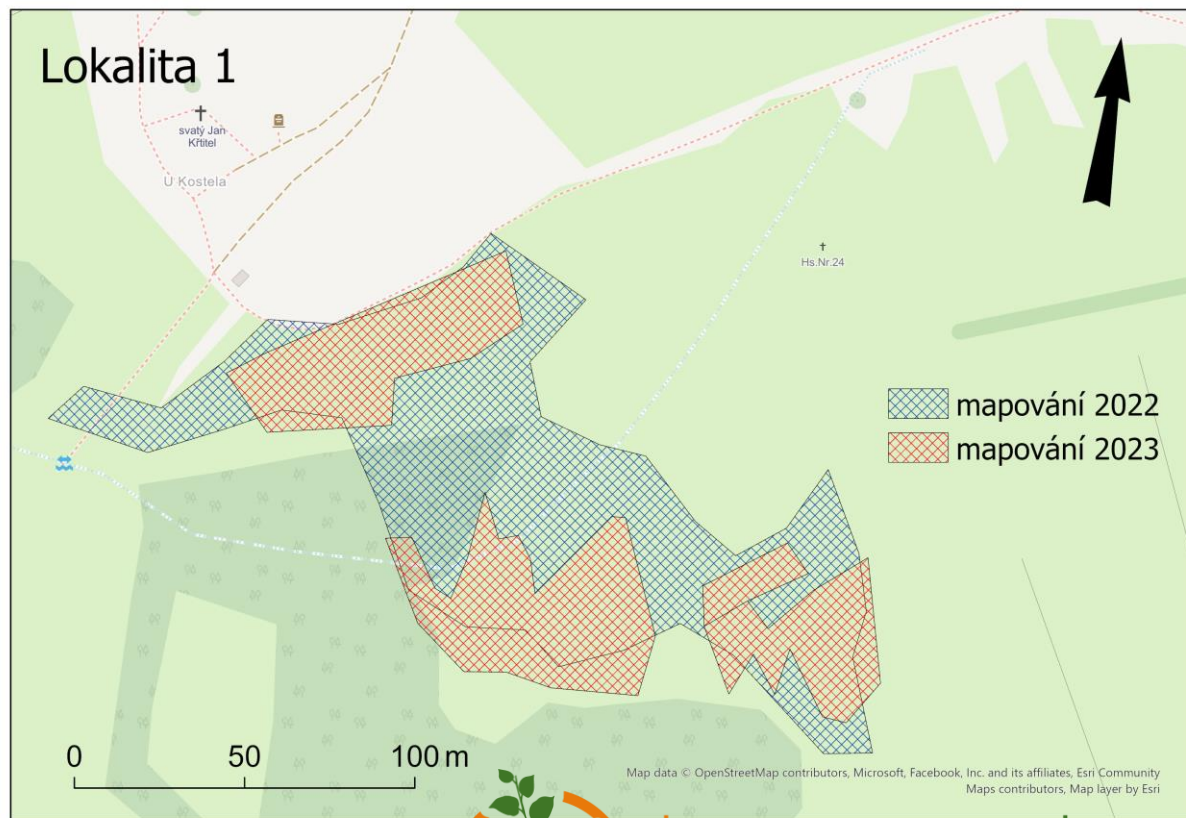 Lokalita 1
svatý Jan
Křtitel
U Kostela
Hs.Nr.24
mapování 2022
mapování 2023
0 50 100 m
Map data © OpenStreetMap contributors, Microsoft, Facebook, Inc. and its affiliates, Esri Community
Maps contributors, Map layer by Esri